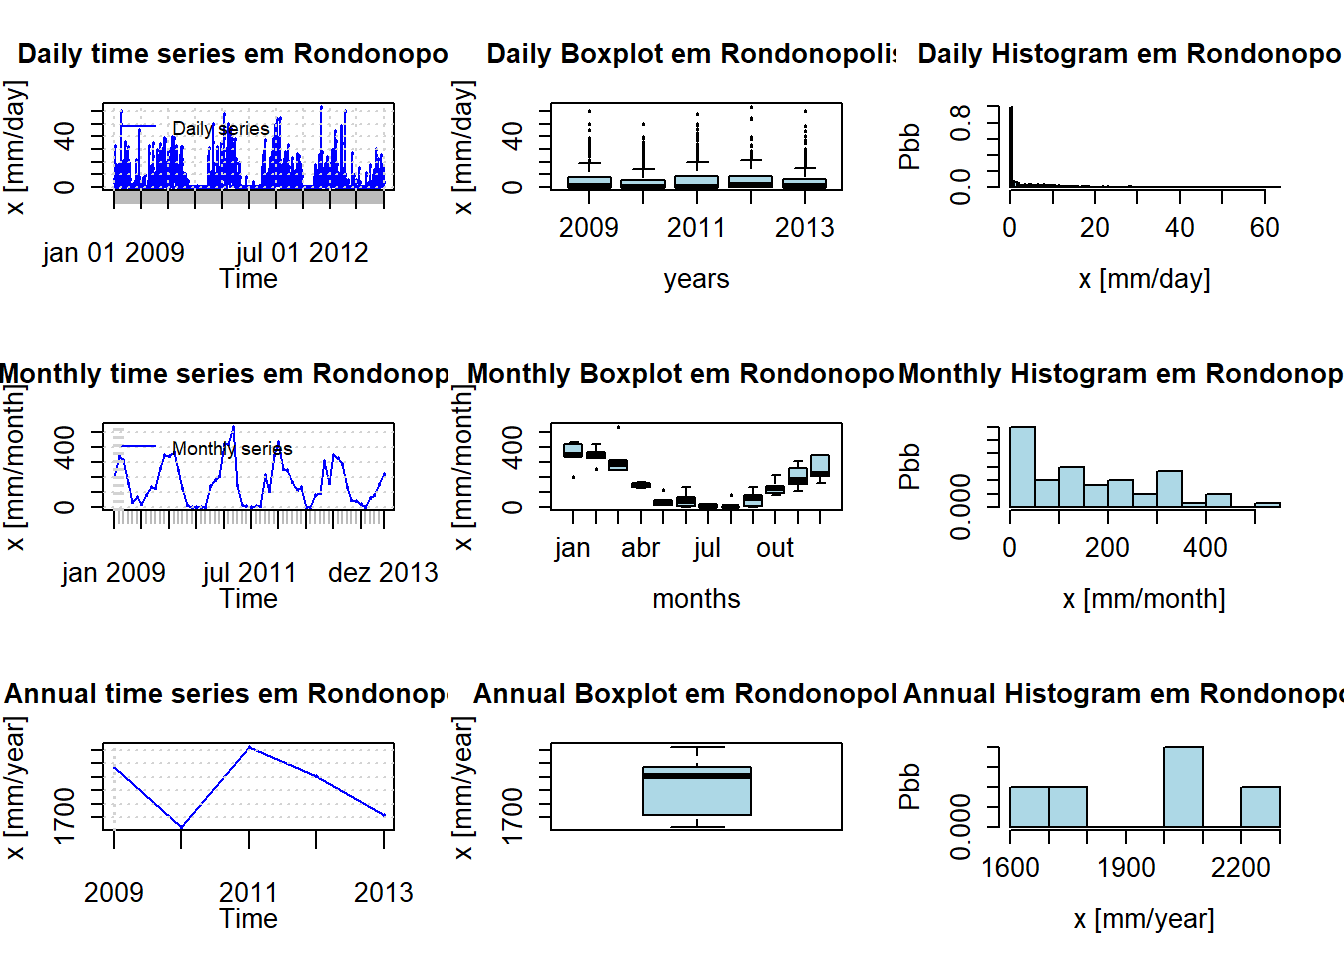 Daily time series em Rondonopo
x [mm/day]
0 40
Daily series
jan 01 2009 jul 01 2012
Time
Daily Boxplot em Rondonopolis
x [mm/day]
0 40
2009 2011 2013
years
Daily Histogram em Rondonopo
Pbb
0.0 0.8
0 20 40 60
x [mm/day]
Monthly time series em Rondonop
x [mm/month]
0 400
Monthly series
jan 2009 jul 2011 dez 2013
Time
Monthly Boxplot em Rondonopo
x [mm/month]
0 400
jan abr jul out
months
Monthly Histogram em Rondonop
Pbb
0.000
0 200 400
x [mm/month]
Annual time series em Rondonop
x [mm/year]
1700
2009 2011 2013
Time
Annual Boxplot em Rondonopol
x [mm/year]
1700
Annual Histogram em Rondonopo
Pbb
0.000
1600 1900 2200
x [mm/year]